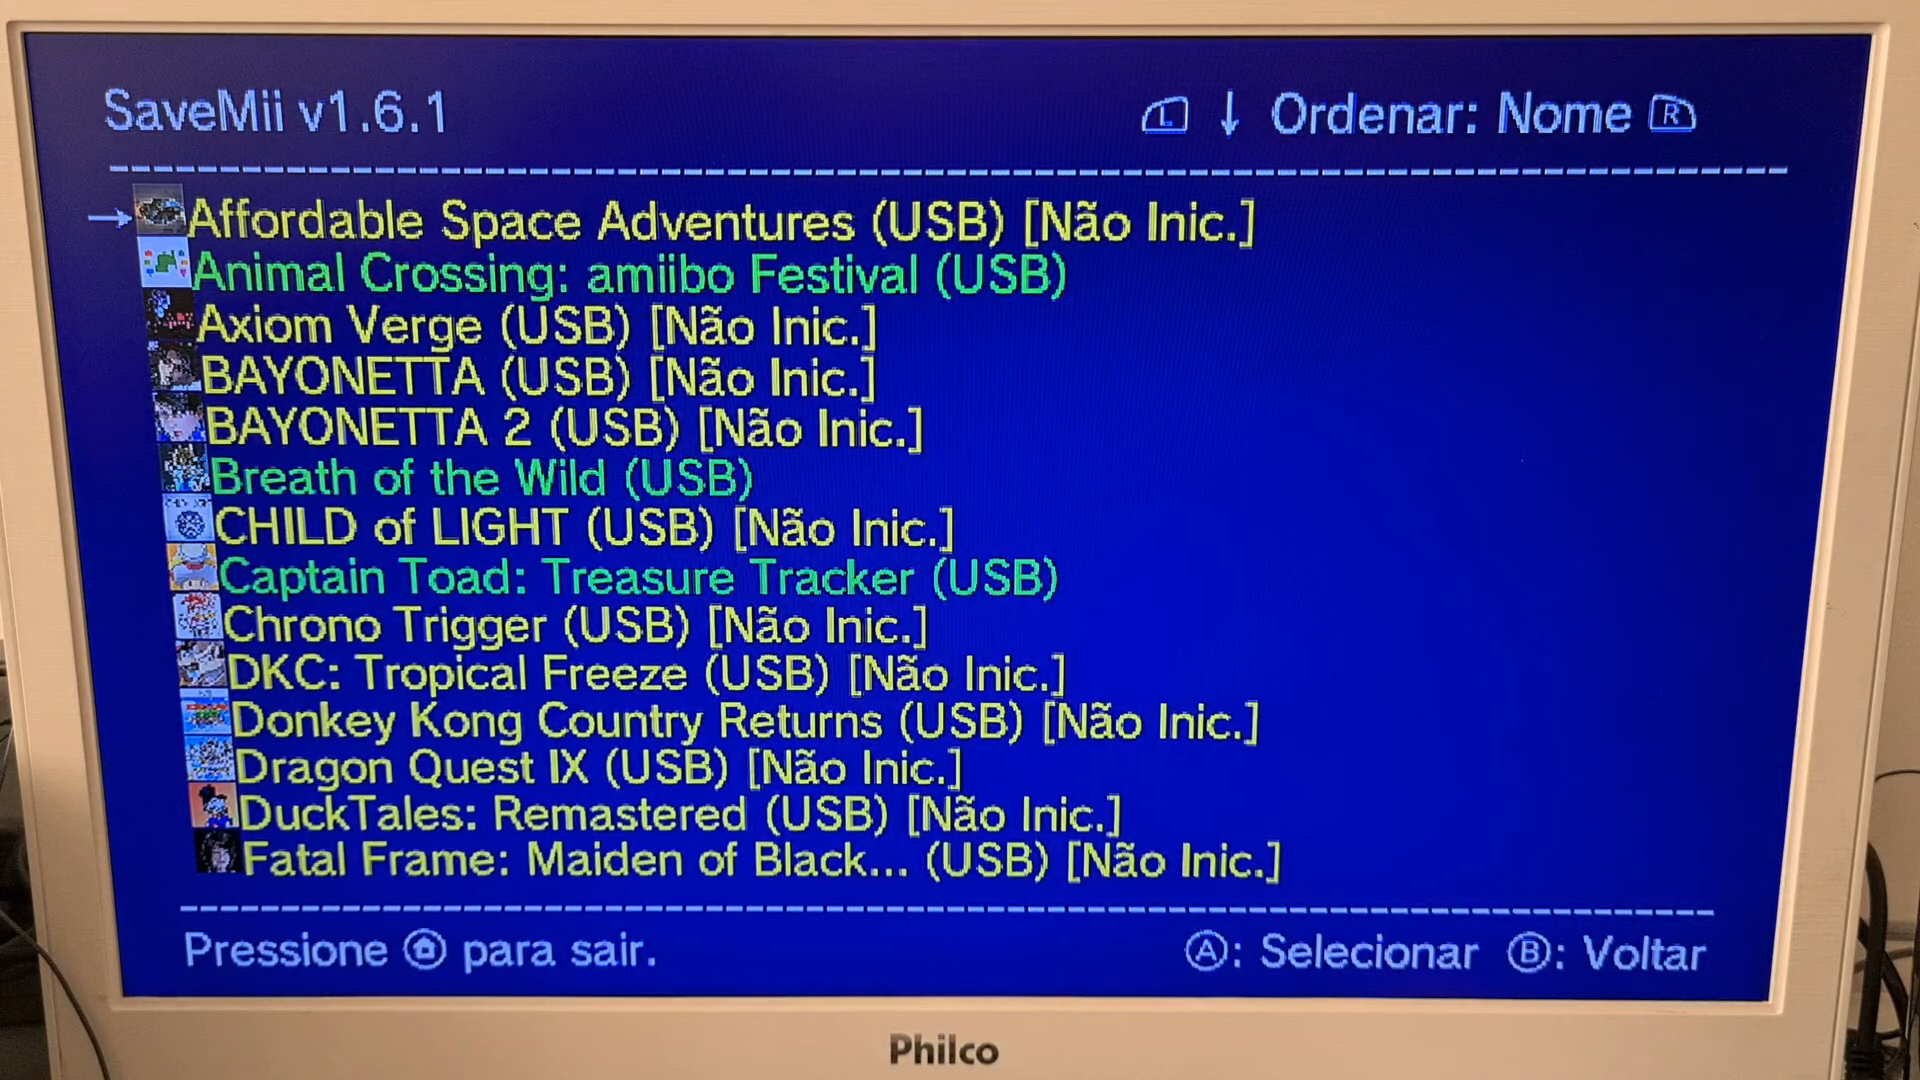 SaveMii v1.6.1
L ↓ Ordenar: Nome R
Affordable Space Adventures (USB) [Não Inic.]
Animal Crossing: amiibo Festival (USB)
Axiom Verge (USB) [Não Inic.]
BAYONETTA (USB) [Não Inic.]
BAYONETTA 2 (USB) [Não Inic.]
Breath of the Wild (USB)
CHILD of LIGHT (USB) [Não Inic.]
Captain Toad: Treasure Tracker (USB)
Chrono Trigger (USB) [Não Inic.]
DKC: Tropical Freeze (USB) [Não Inic.]
Donkey Kong Country Returns (USB) [Não Inic.]
Dragon Quest IX (USB) [Não Inic.]
DuckTales: Remastered (USB) [Não Inic.]
Fatal Frame: Maiden of Black... (USB) [Não Inic.]
Pressione para sair.
Ⓐ: Selecionar Ⓑ: Voltar
Philco